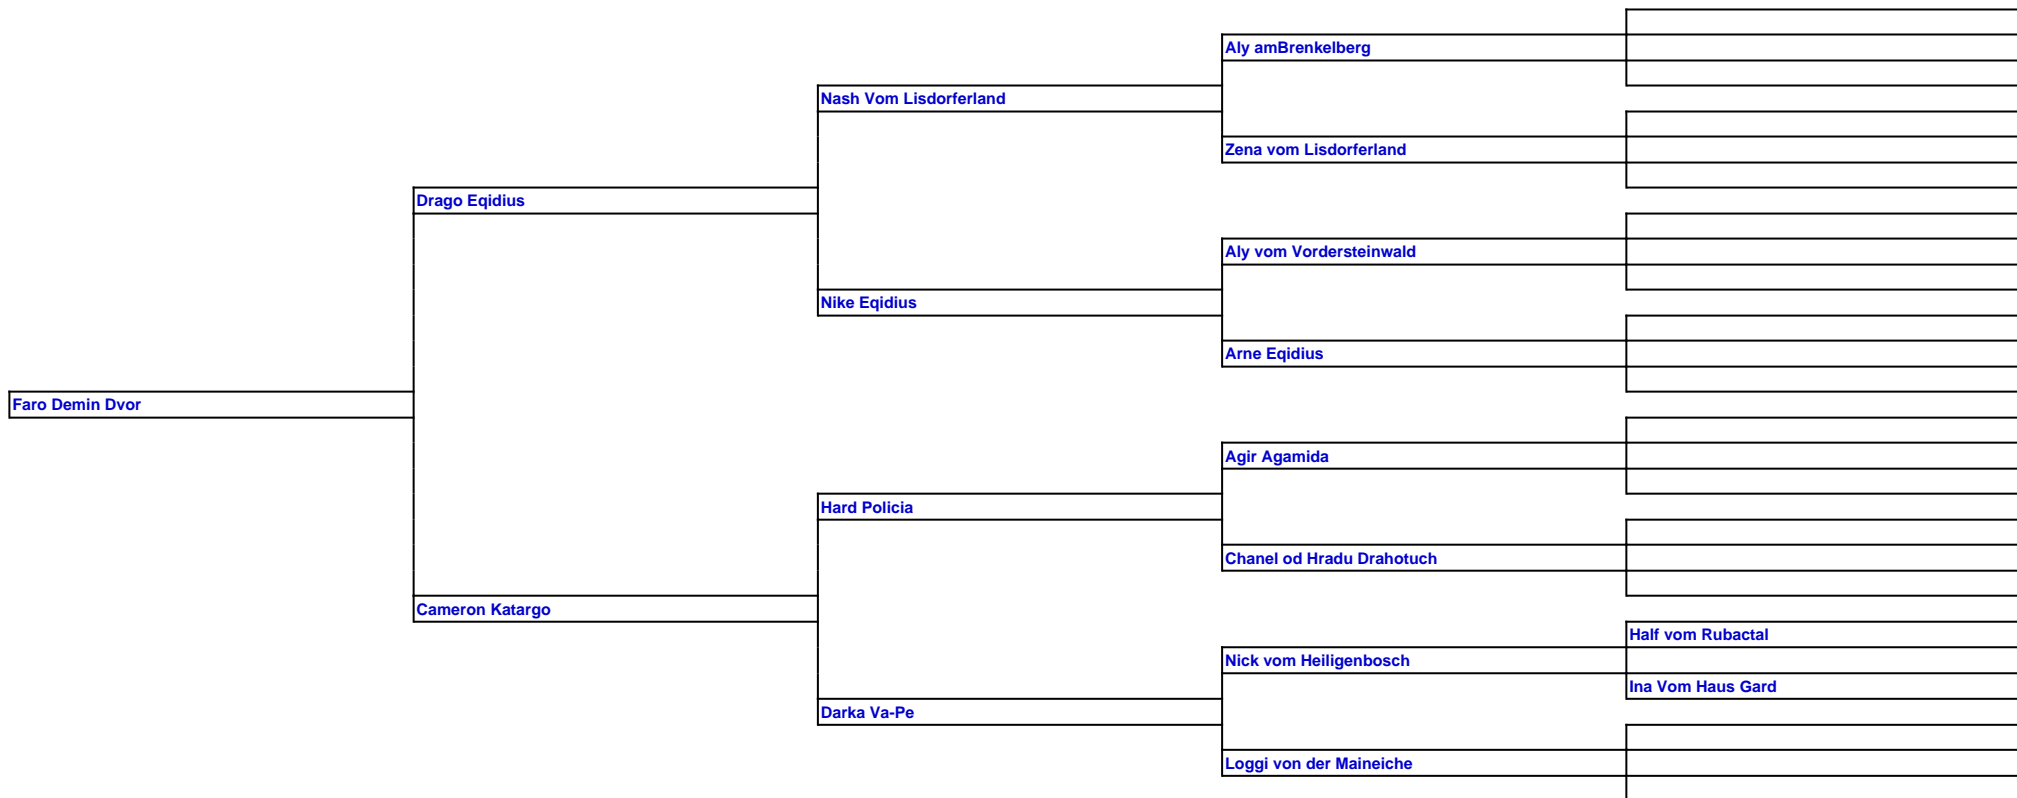 Aly amBrenkelberg
Nash Vom Lisdorferland
Zena vom Lisdorferland
Drago Eqidius
Aly vom Vordersteinwald
Nike Eqidius
Arne Eqidius
Faro Demin Dvor
Agir Agamida
Hard Policia
Chanel od Hradu Drahotuch
Cameron Katargo
Half vom Rubactal
Nick vom Heiligenbosch
Ina Vom Haus Gard
Darka Va-Pe
Loggi von der Maineiche